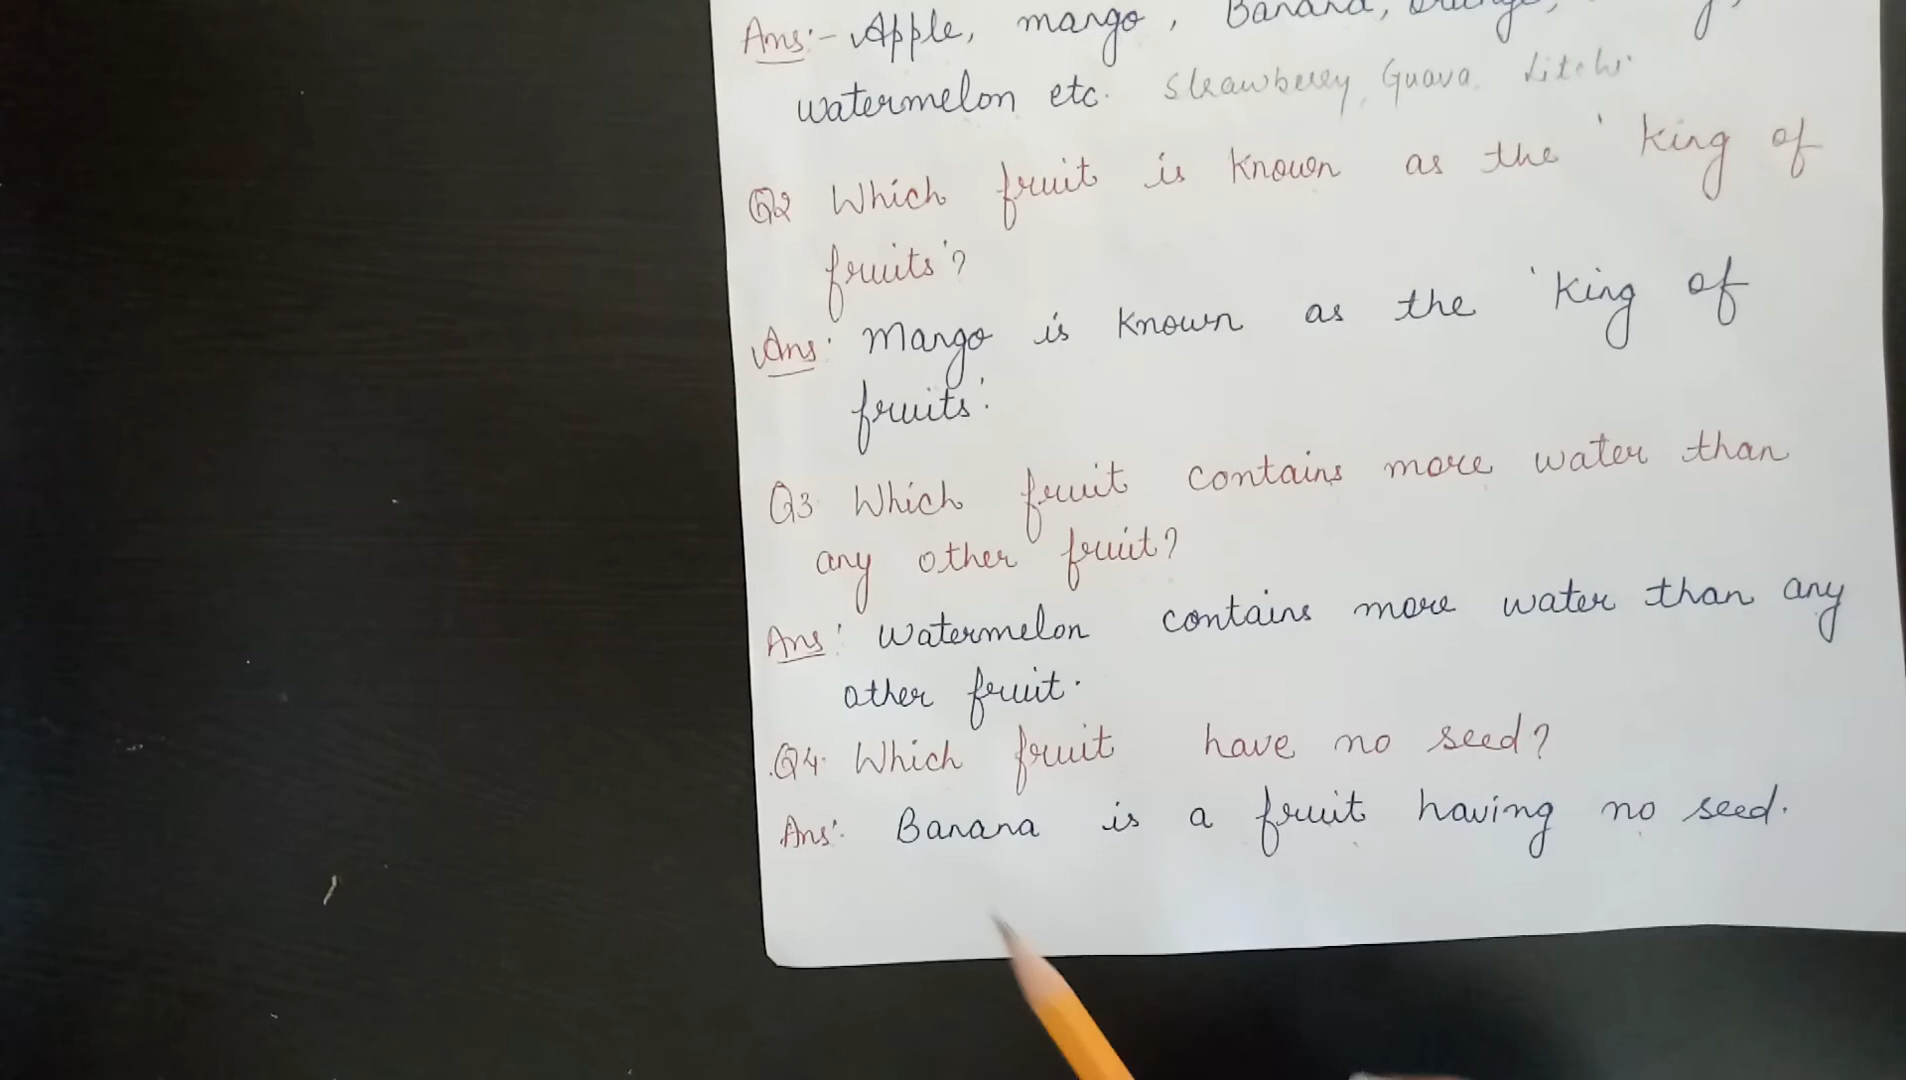 Ans:- Apple, mango, Banana, Orange,
watermelon etc. Strawberry, Guava, Litchi.
Q2 Which fruit is known as the 'king of
fruits'?
Ans: Mango is known as the 'king of
fruits'.
Q3 Which fruit contains more water than
any other fruit?
Ans: Watermelon contains more water than any
other fruit.
Q4. Which fruit have no seed?
Ans: Banana is a fruit having no seed.